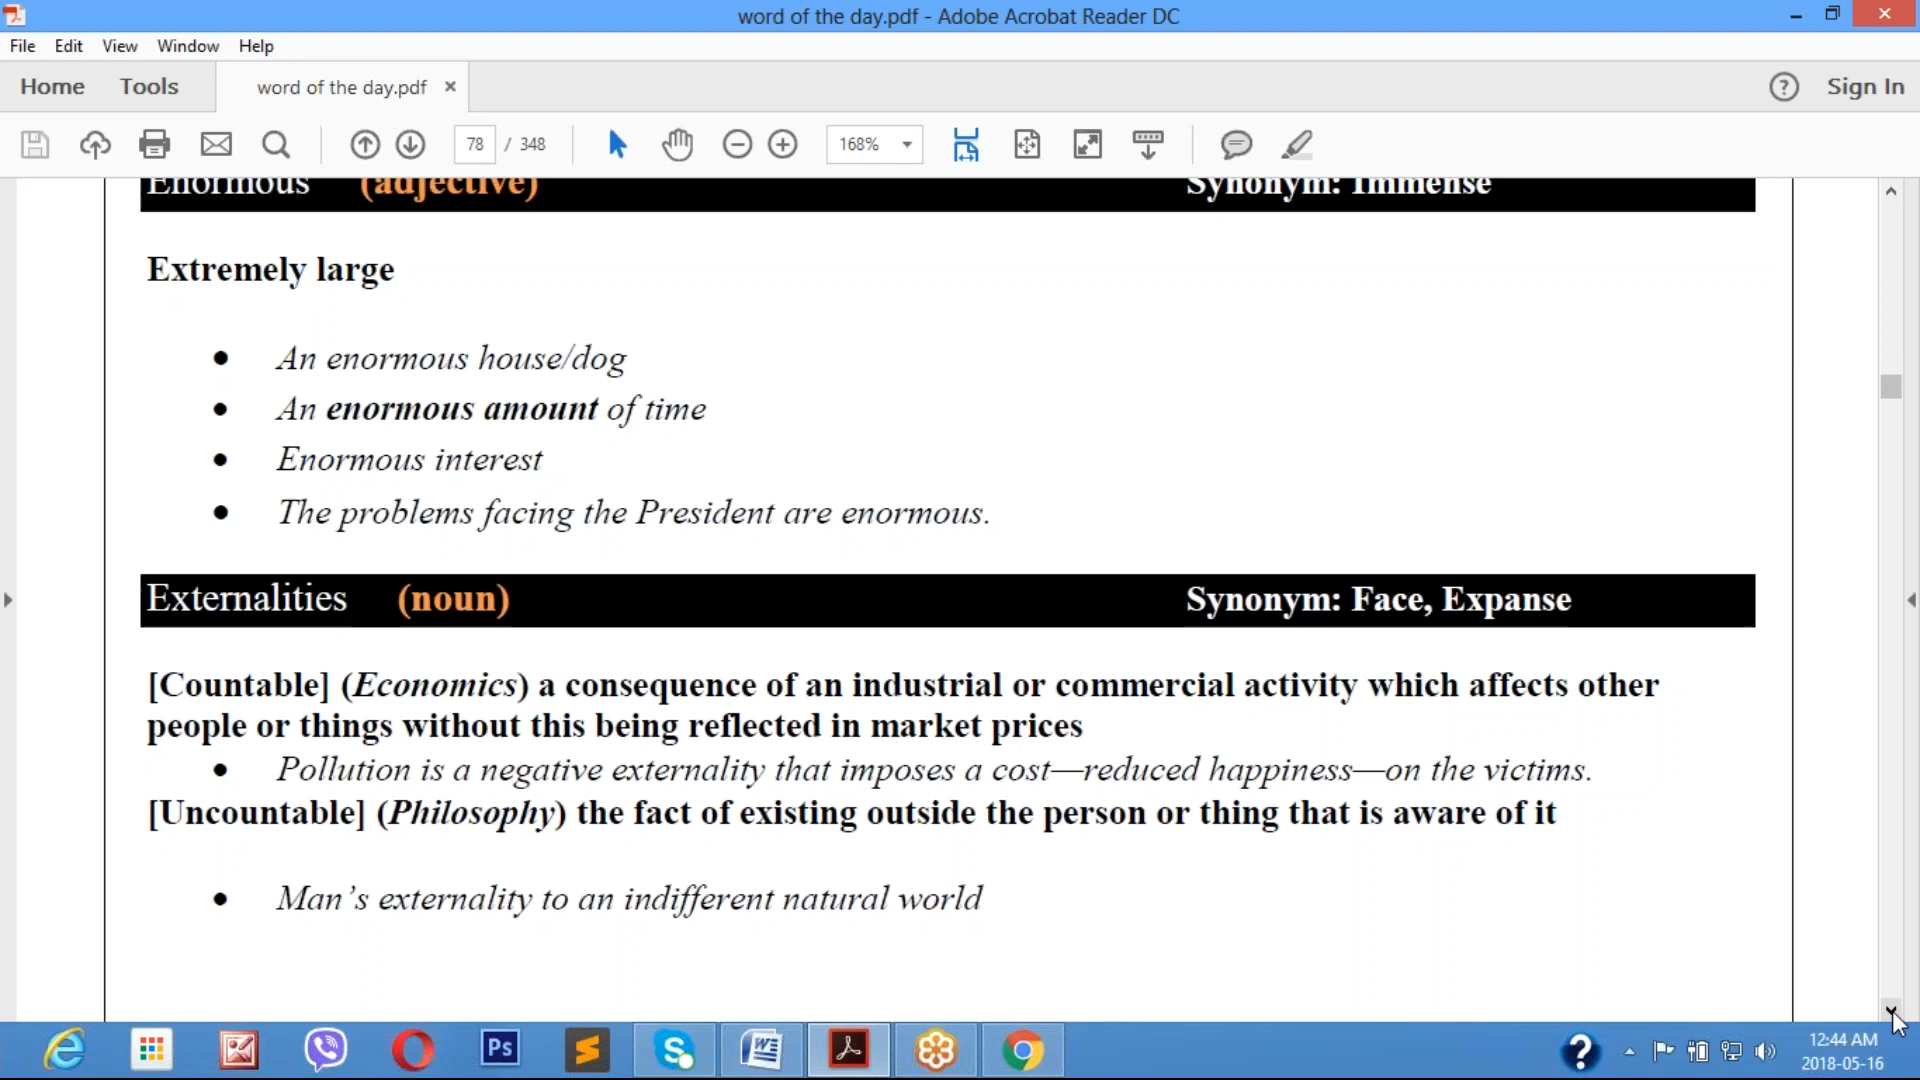 word of the day.pdf - Adobe Acrobat Reader DC
File Edit View Window Help
Home Tools word of the day.pdf × Sign In
78 / 348 168%
Enormous (adjective) Synonym: Immense
Extremely large
• An enormous house/dog
• An enormous amount of time
• Enormous interest
• The problems facing the President are enormous.
Externalities (noun) Synonym: Face, Expanse
[Countable] (Economics) a consequence of an industrial or commercial activity which affects other
people or things without this being reflected in market prices
• Pollution is a negative externality that imposes a cost—reduced happiness—on the victims.
[Uncountable] (Philosophy) the fact of existing outside the person or thing that is aware of it
• Man’s externality to an indifferent natural world
Ps
12:44 AM
2018-05-16